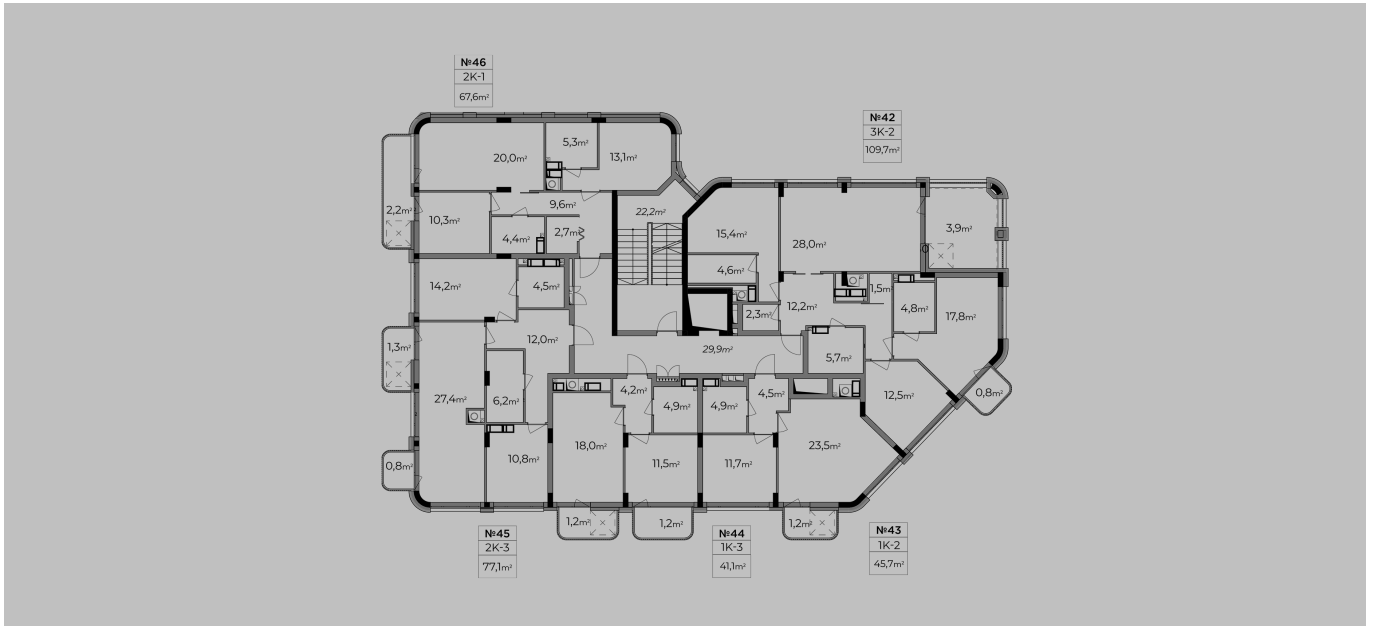 №46
2K-1
67,6m²
№42
3K-2
109,7m²
20,0m²
5,3m²
13,1m²
2,2m²
10,3m²
9,6m²
22,2m²
4,4m²
2,7m²
15,4m²
28,0m²
3,9m²
4,6m²
14,2m²
4,5m²
12,2m²
1,5m²
4,8m²
17,8m²
2,3m²
1,3m²
12,0m²
29,9m²
5,7m²
27,4m²
6,2m²
4,2m²
4,9m²
4,9m²
4,5m²
12,5m²
0,8m²
18,0m²
23,5m²
0,8m²
10,8m²
11,5m²
11,7m²
1,2m²
1,2m²
1,2m²
№45
2K-3
77,1m²
№44
1K-3
41,1m²
№43
1K-2
45,7m²